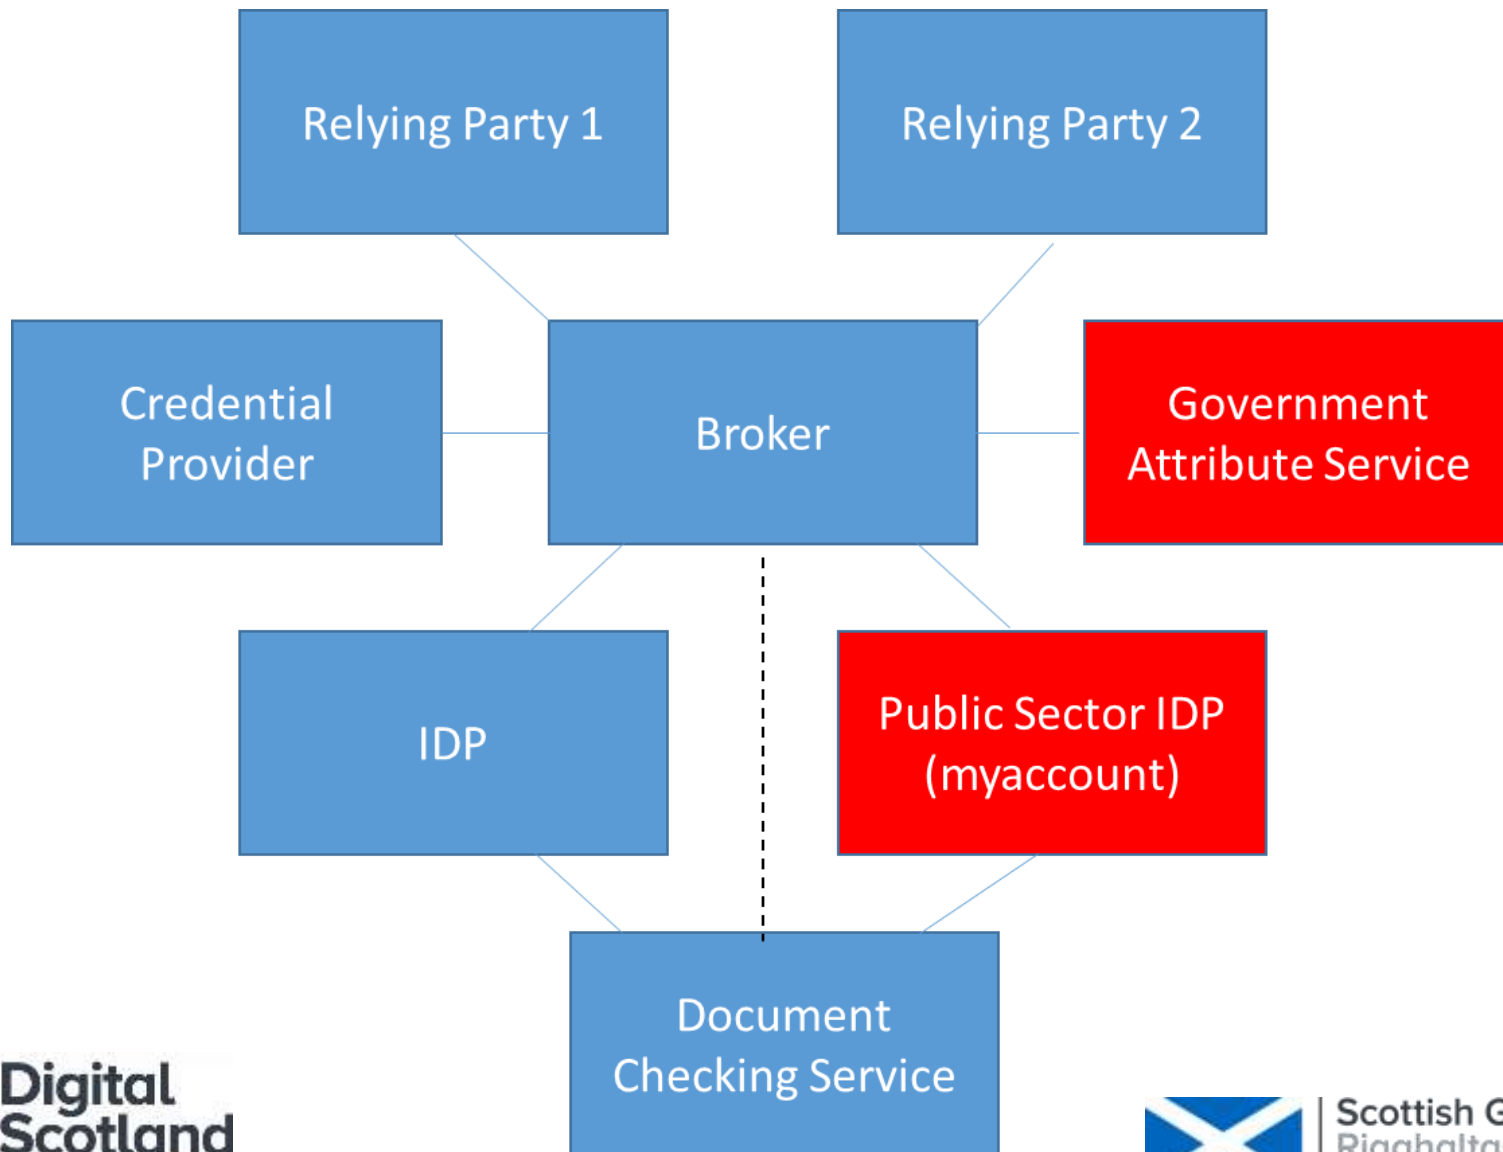 Relying Party 1
Relying Party 2
Credential
Provider
Broker
Government
Attribute Service
IDP
Public Sector IDP
(myaccount)
Document
Checking Service
Digital
Scotland
Scottish G
Riaghalta